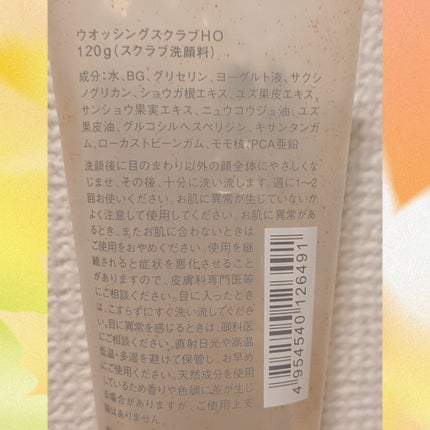 ウオッシングスクラブHO
120g(スクラブ洗顔料)
成分:水、BG、グリセリン、ヨーグルト液、サクシ
ノグリカン、ショウガ根エキス、ユズ果皮エキス、
サンショウ果実エキス、ニュウコウジュ油、ユズ
果皮油、グルコシルヘスペリジン、キサンタンガ
ム、ローカストビーンガム、モモ核、PCA亜鉛
洗顔後に目のまわり以外の顔全体にやさしくな
じませ、その後、十分に洗い流します。週に1~2
回お使いください。お肌に異常が生じていないか
よく注意して使用してください。お肌に異常があ
るとき、またお肌に合わないときは
ご使用をおやめください。使用を継
続されると症状を悪化させること
がありますので、皮膚科専門医等
にご相談ください。目に入ったとき
は、こすらずにすぐ洗い流してくだ
さい。目に異常を感じるときは、眼科医
にご相談ください。直射日光や高温
低温・多湿を避けて保管し、お早め
にご使用ください。天然成分を使用
しているため香りや色調に差が生じ
る場合がありますが、ご使用上支
障はありません。
4954540126491